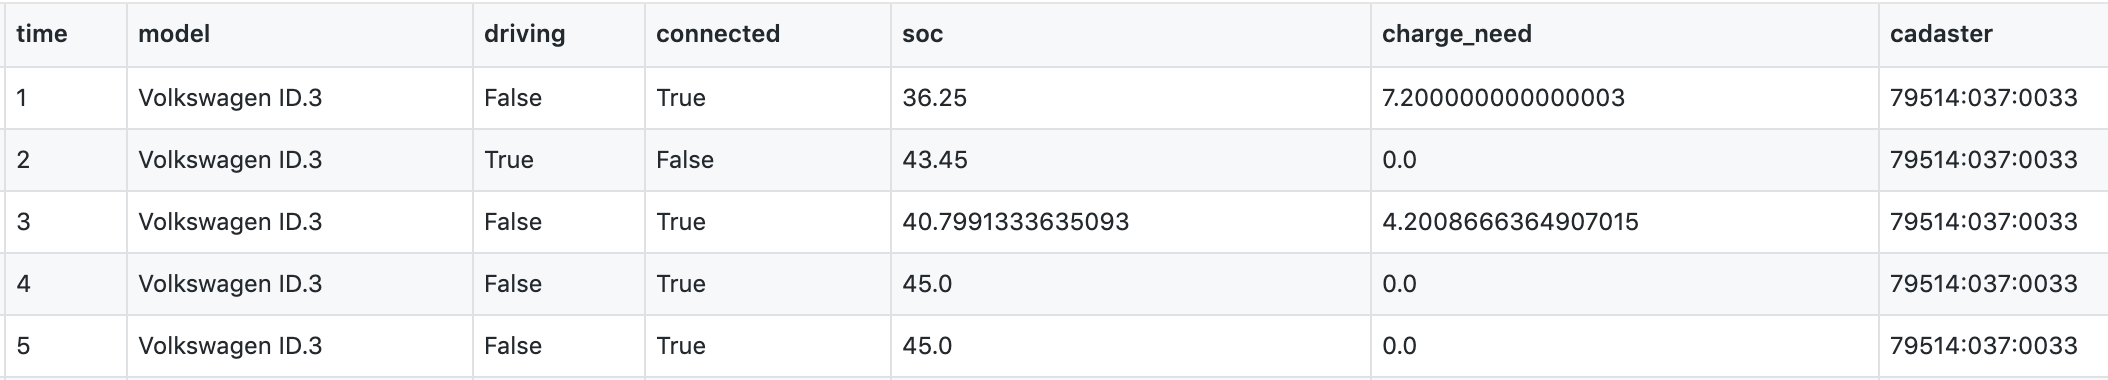 time model driving connected soc charge_need cadaster
1 Volkswagen ID.3 False True 36.25 7.200000000000003 79514:037:0033
2 Volkswagen ID.3 True False 43.45 0.0 79514:037:0033
3 Volkswagen ID.3 False True 40.7991333635093 4.2008666364907015 79514:037:0033
4 Volkswagen ID.3 False True 45.0 0.0 79514:037:0033
5 Volkswagen ID.3 False True 45.0 0.0 79514:037:0033